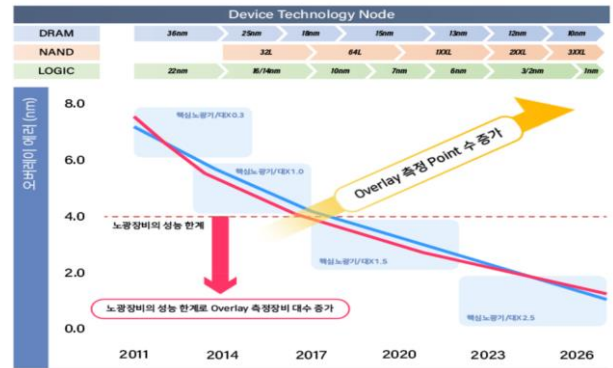 Device Technology Node
DRAM 36nm 25nm 18nm 15nm 13nm 12nm 10nm
NAND 32L 64L 1XXL 2XXL 3XXL
LOGIC 22nm 16/14nm 10nm 7nm 6nm 3/2nm 1nm
오버레이 에러 (nm)
8.0
핵심노광기/대X0.3
6.0
핵심노광기/대X1.0
Overlay 측정 Point 수 증가
4.0
노광장비의 성능 한계
핵심노광기/대X1.5
2.0
노광장비의 성능 한계로 Overlay 측정장비 대수 증가
핵심노광기/대X2.5
0.0
2011 2014 2017 2020 2023 2026